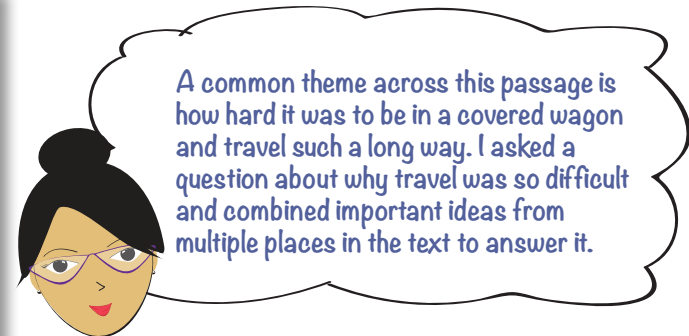 A common theme across this passage is
how hard it was to be in a covered wagon
and travel such a long way. I asked a
question about why travel was so difficult
and combined important ideas from
multiple places in the text to answer it.